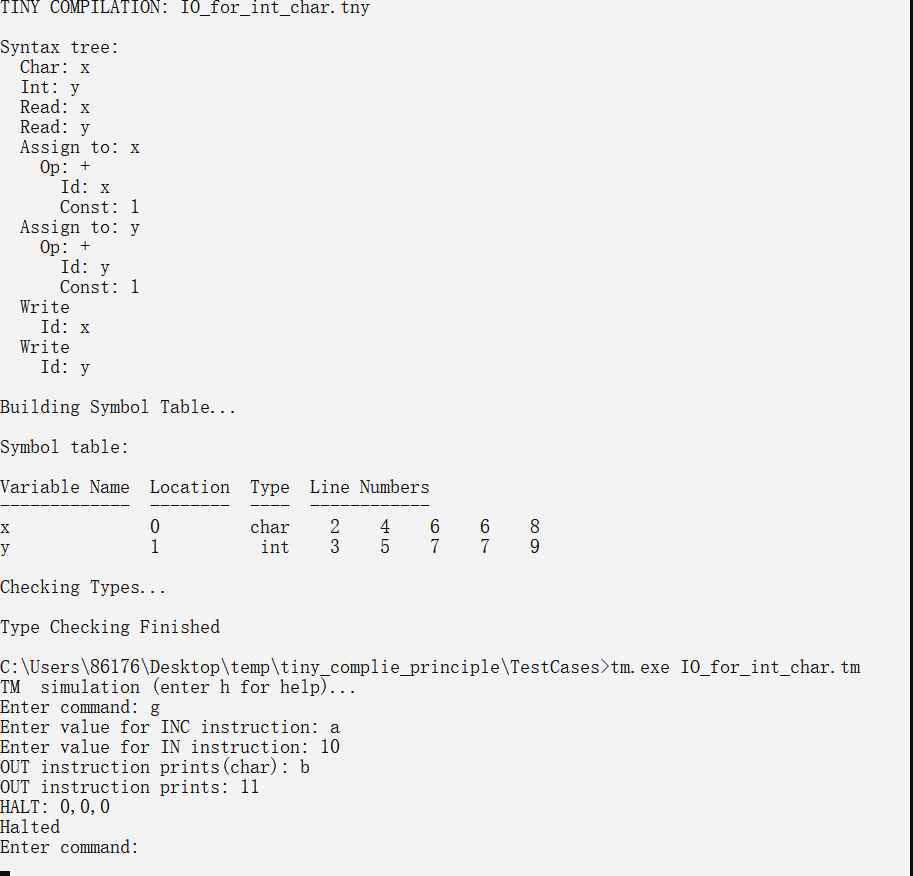 TINY COMPILATION: IO_for_int_char.tny
Syntax tree:
Char: x
Int: y
Read: x
Read: y
Assign to: x
Op: +
Id: x
Const: 1
Assign to: y
Op: +
Id: y
Const: 1
Write
Id: x
Write
Id: y
Building Symbol Table...
Symbol table:
Variable Name  Location  Type  Line Numbers
-------------  --------  ----  ------------
x              0         char    2    4    6    6    8
y              1          int    3    5    7    7    9
Checking Types...
Type Checking Finished
C:\Users\86176\Desktop\temp\tiny_complie_principle\TestCases>tm.exe IO_for_int_char.tm
TM  simulation (enter h for help)...
Enter command: g
Enter value for INC instruction: a
Enter value for IN instruction: 10
OUT instruction prints(char): b
OUT instruction prints: 11
HALT: 0,0,0
Halted
Enter command: